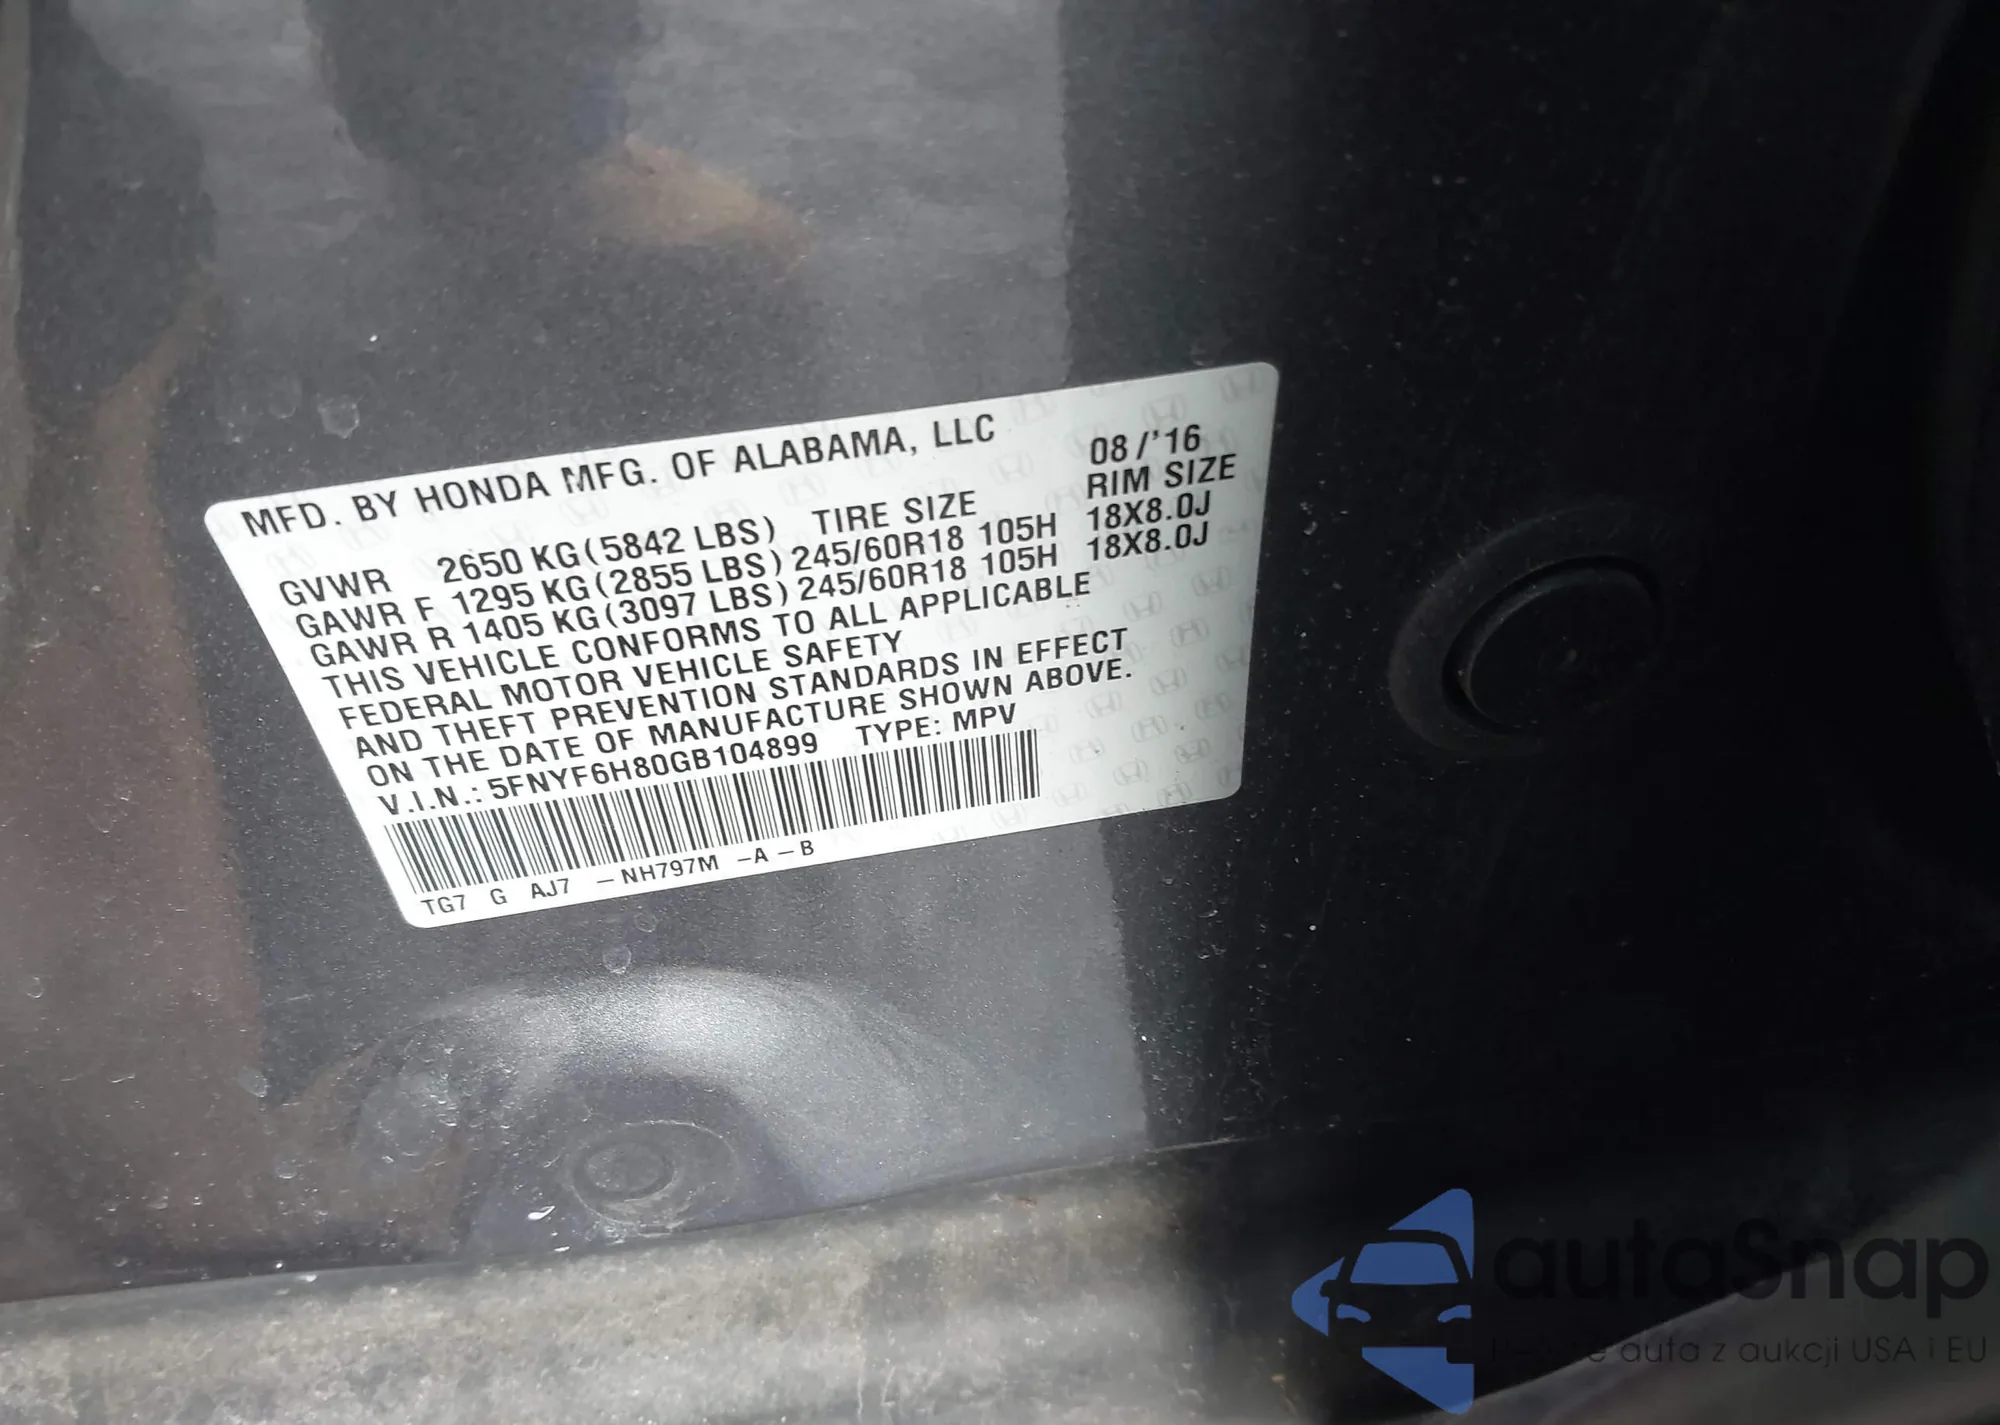 MFD. BY HONDA MFG. OF ALABAMA, LLC 08/'16
GVWR 2650 KG(5842 LBS) TIRE SIZE RIM SIZE
GAWR F 1295 KG(2855 LBS)245/60R18 105H 18X8.0J
GAWR R 1405 KG(3097 LBS)245/60R18 105H 18X8.0J
THIS VEHICLE CONFORMS TO ALL APPLICABLE
FEDERAL MOTOR VEHICLE SAFETY
AND THEFT PREVENTION STANDARDS IN EFFECT
ON THE DATE OF MANUFACTURE SHOWN ABOVE.
V.I.N.: 5FNYF6H80GB104899 TYPE: MPV
TG7 G AJ7 -NH797M -A-B
autaSnap
auta z aukcji USA i EU